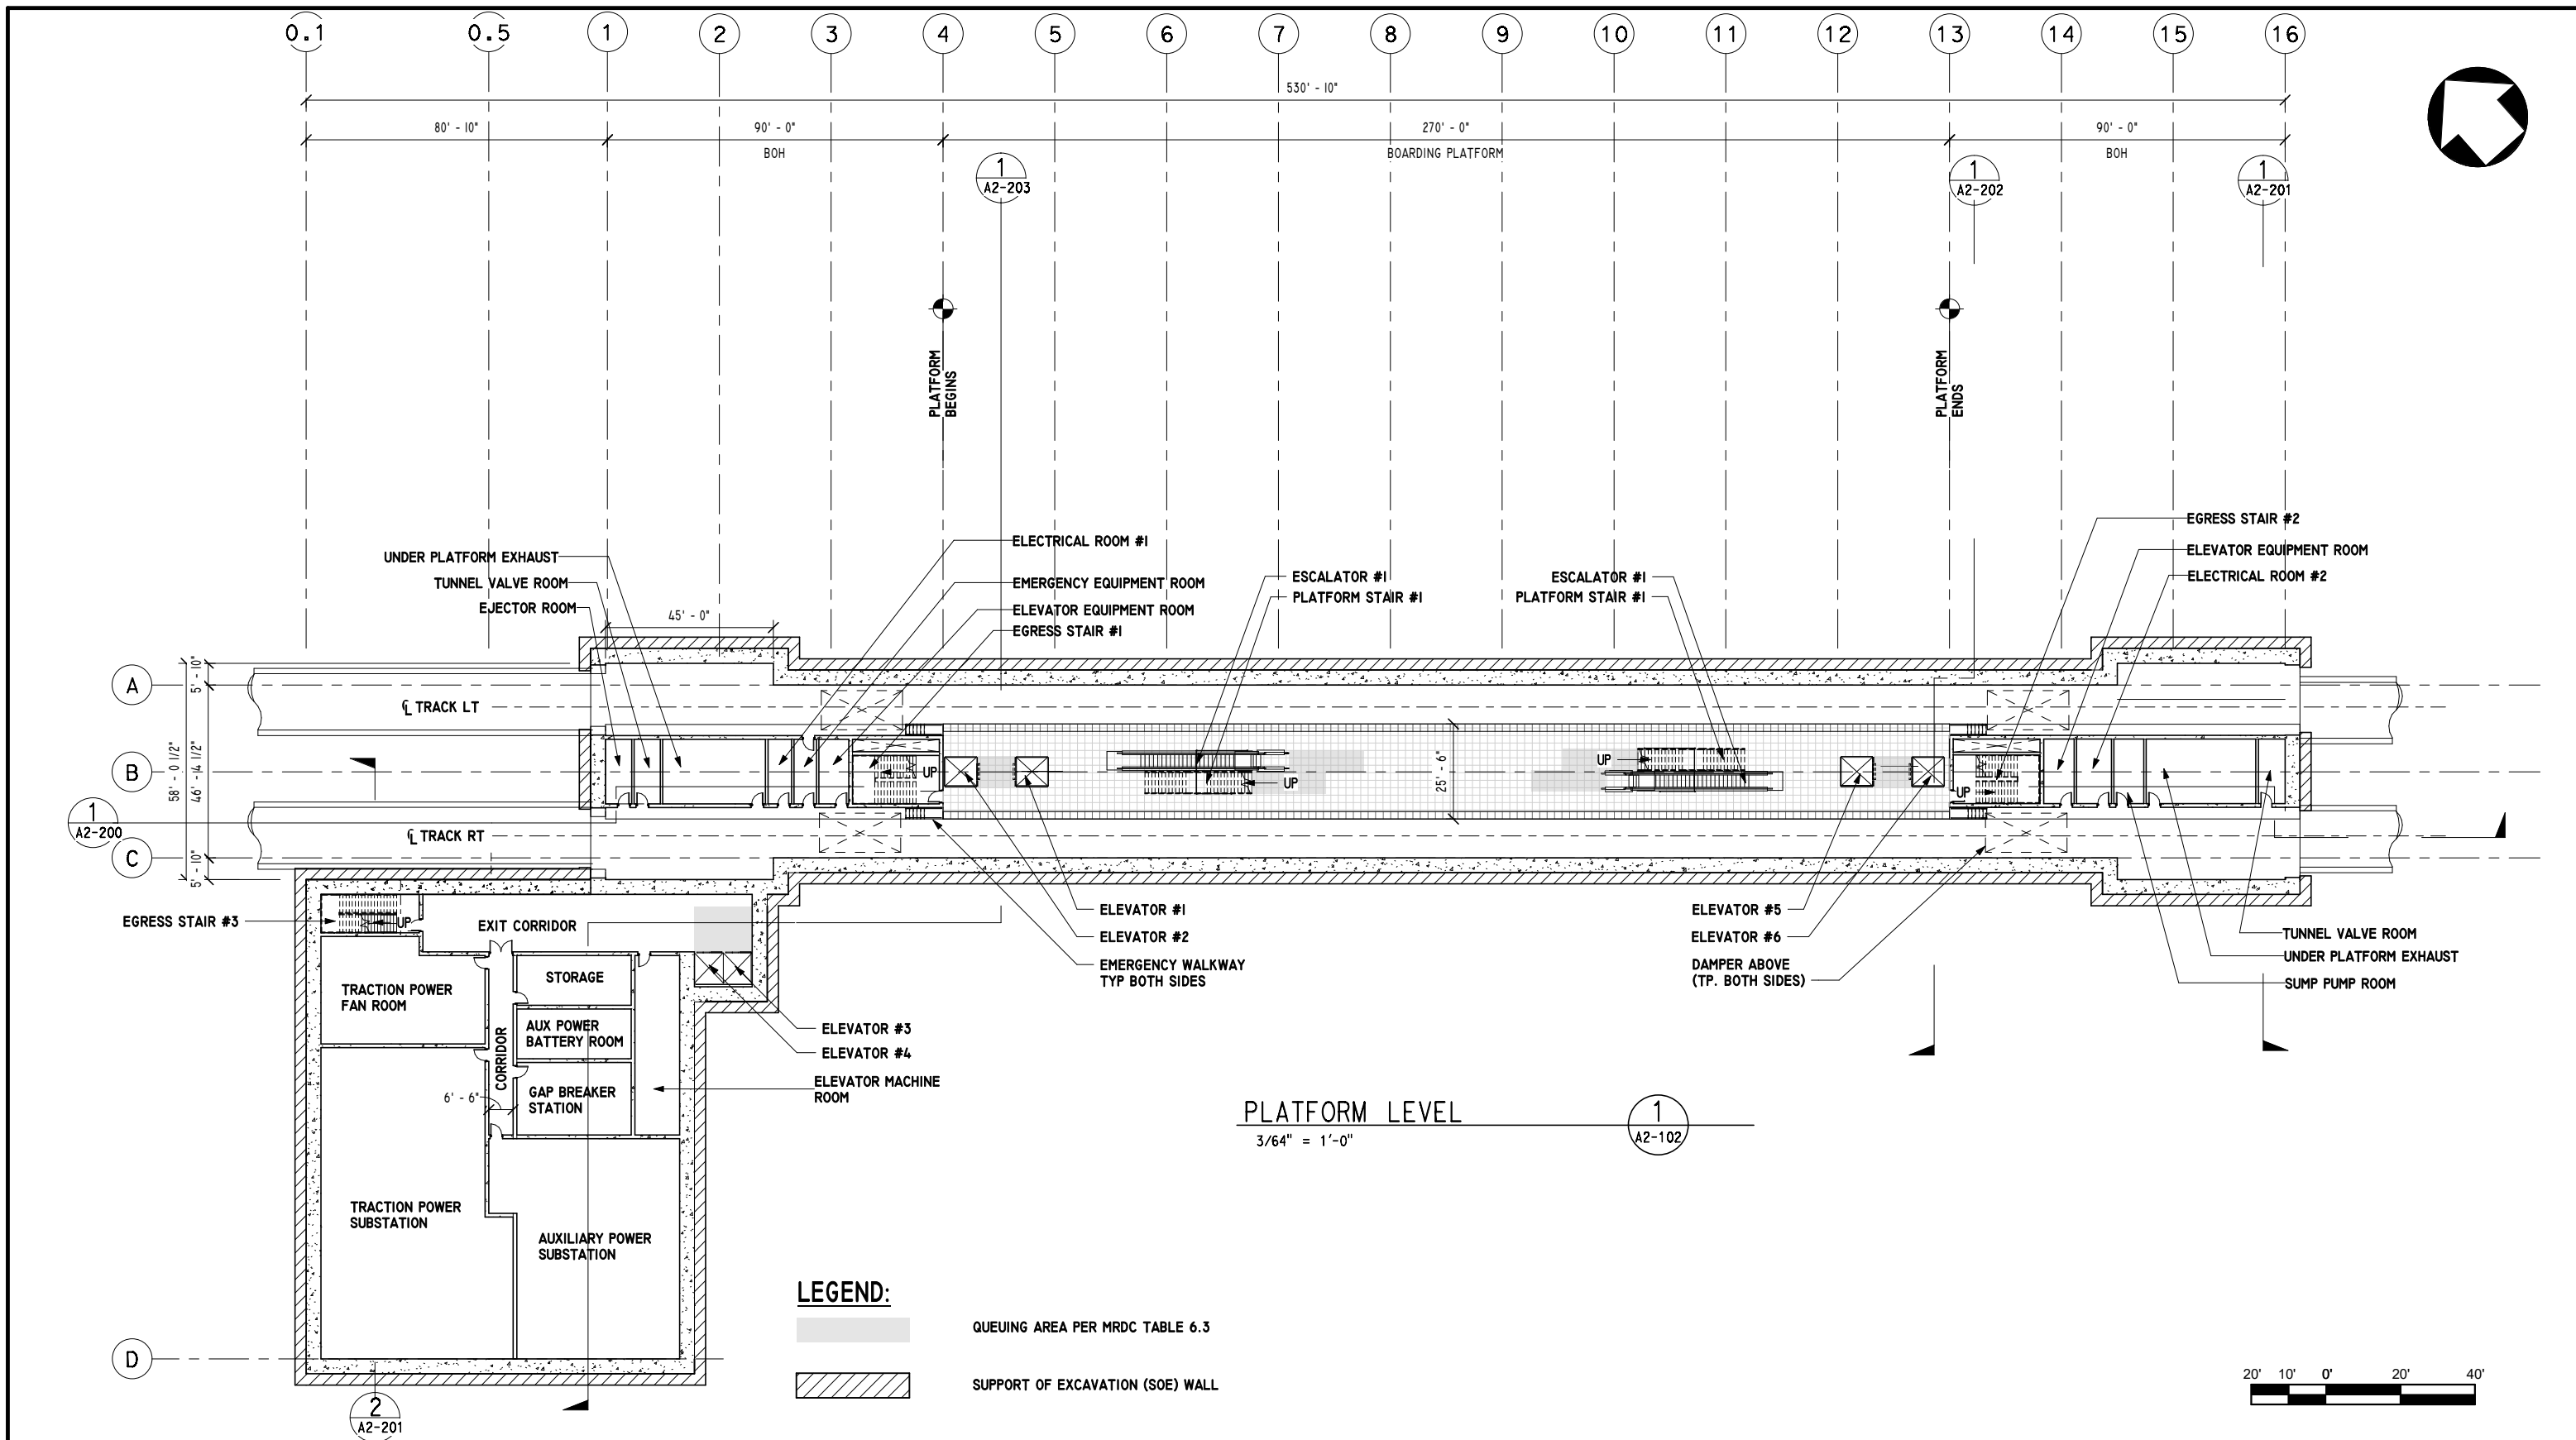 0.1 0.5 1 2 3 4 5 6 7 8 9 10 11 12 13 14 15 16
530' - 10"
80' - 10" 90' - 0" 270' - 0" 90' - 0"
BOH BOARDING PLATFORM BOH
1
A2-203
1
A2-202
1
A2-201
PLATFORM
BEGINS
PLATFORM
ENDS
UNDER PLATFORM EXHAUST
TUNNEL VALVE ROOM
EJECTOR ROOM
45' - 0"
ELECTRICAL ROOM #1
EMERGENCY EQUIPMENT ROOM
ELEVATOR EQUIPMENT ROOM
EGRESS STAIR #1
ESCALATOR #1
PLATFORM STAIR #1
ESCALATOR #1
PLATFORM STAIR #1
EGRESS STAIR #2
ELEVATOR EQUIPMENT ROOM
ELECTRICAL ROOM #2
A
B
C
D
5' - 10"
58' - 0 1/2"
46' - 4 1/2"
5' - 10"
1
A2-200
℄ TRACK LT
℄ TRACK RT
UP
UP
UP
UP
25' - 6"
EGRESS STAIR #3
UP
EXIT CORRIDOR
STORAGE
TRACTION POWER
FAN ROOM
AUX POWER
BATTERY ROOM
CORRIDOR
GAP BREAKER
STATION
6' - 6"
TRACTION POWER
SUBSTATION
AUXILIARY POWER
SUBSTATION
ELEVATOR #3
ELEVATOR #4
ELEVATOR MACHINE
ROOM
ELEVATOR #1
ELEVATOR #2
EMERGENCY WALKWAY
TYP BOTH SIDES
ELEVATOR #5
ELEVATOR #6
DAMPER ABOVE
(TP. BOTH SIDES)
TUNNEL VALVE ROOM
UNDER PLATFORM EXHAUST
SUMP PUMP ROOM
PLATFORM LEVEL
3/64" = 1'-0"
1
A2-102
LEGEND:
QUEUING AREA PER MRDC TABLE 6.3
SUPPORT OF EXCAVATION (SOE) WALL
2
A2-201
20' 10' 0' 20' 40'